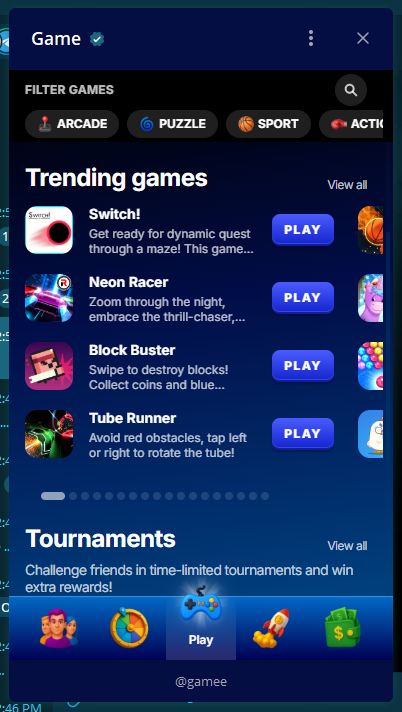 Game
FILTER GAMES
ARCADE
PUZZLE
SPORT
Trending games
View all
Switch!
Switch!
Get ready for dynamic quest
through a maze! This game...
PLAY
Neon Racer
Zoom through the night,
embrace the thrill-chaser,...
PLAY
Block Buster
Swipe to destroy blocks!
Collect coins and blue...
PLAY
Tube Runner
Avoid red obstacles, tap left
or right to rotate the tube!
PLAY
Tournaments
View all
Challenge friends in time-limited tournaments and win
extra rewards!
Play
@gamee